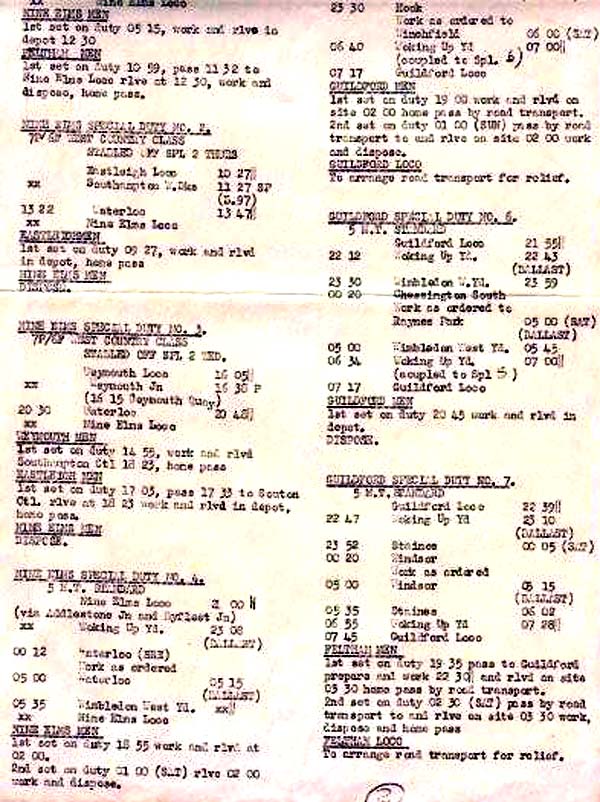 xx Nine Elms Loco
NINE ELMS MEN
1st set on duty 05 15, work and rlve in
depot 12 30
FELTHAM MEN
1st set on duty 10 59, pass 11 32 to
Nine Elms Loco rlve at 12 30, work and
dispose, home pass.
NINE ELMS SPECIAL DUTY NO. 2.
7P/5F WEST COUNTRY CLASS
STABLED OFF SPL 2 THURS
Eastleigh Loco 10 27
xx Southampton W.Dks 11 27 SP
(S.97)
13 22 Waterloo 13 47
xx Nine Elms Loco
EASTLEIGHMEN
1st set on duty 09 27, work and rlvd
in depot, home pass
NINE ELMS MEN
DISPOSE.
NINE ELMS SPECIAL DUTY NO. 3.
7P/5F WEST COUNTRY CLASS
STABLED OFF SPL 2 WED.
Weymouth Loco 16 05
xx Weymouth Jn 16 30 P
(16 15 Weymouth Quay)
20 30 Waterloo 20 48
xx Nine Elms Loco
WEYMOUTH MEN
1st set on duty 14 55, work and rlvd
Southampton Ctl 18 23, home pass
EASTLEIGH MEN
1st set on duty 17 03, pass 17 33 to Souton
Ctl. rlve at 18 23 work and rlvd in depot,
home pass.
NINE ELMS MEN
DISPOSE.
NINE ELMS SPECIAL DUTY NO. 4.
5 M.T. STANDARD
Nine Elms Loco 21 00
(via Addlestone Jn and Byfleet Jn)
xx Woking Up Yd. 23 08
(BALLAST)
00 12 Waterloo
Work as ordered
05 00 Waterloo 05 15
(BALLAST)
05 35 Wimbledon West Yd. xx
xx Nine Elms Loco
NINE ELMS MEN
1st set on duty 18 55 work and rlvd at
02 00.
2nd set on duty 01 00 (SAT) rlve 02 00
work and dispose.
23 30 Hook
Work as ordered to
Winchfield 06 00 (SAT)
06 40 Woking Up Yd 07 00
(coupled to Spl. 6)
07 17 Guildford Loco
GUILDFORD MEN
1st set on duty 19 00 work and rlvd on
site 02 00 home pass by road transport.
2nd set on duty 01 00 (SUN) pass by road
transport to and rlve on site 02 00 work
and dispose.
GUILDFORD LOCO
To arrange road transport for relief.
GUILDFORD SPECIAL DUTY NO. 6.
5 M.T. STANDARD
Guildford Loco 21 55
22 12 Woking Up Yd. 22 43
(BALLAST)
23 30 Wimbledon W.Yd. 23 59
00 20 Chessington South
Work as ordered to
Raynes Park 05 00 (SAT)
(BALLAST)
05 00 Wimbledon West Yd. 05 45
06 34 Woking Up Yd. 07 00
(coupled to Spl 5)
07 17 Guildford Loco
GUILDFORD MEN
1st set on duty 20 45 work and rlvd in
depot.
DISPOSE.
GUILDFORD SPECIAL DUTY NO. 7.
5 M.T. STANDARD
Guildford Loco 22 39
22 47 Woking Up Yd 23 10
(BALLAST)
23 52 Staines 00 05 (SAT)
00 20 Windsor
Work as ordered
05 00 Windsor 05 15
(BALLAST)
05 35 Staines 06 02
06 55 Woking Up Yd 07 28
07 45 Guildford Loco
FELTHAM MEN
1st set on duty 19 35 pass to Guildford
prepare and work 22 30 and rlvd on site
03 30 home pass by road transport.
2nd set on duty 02 30 (SAT) pass by road
transport to and rlve on site 03 30 work,
dispose and home pass
FELTHAM LOCO
To arrange road transport for relief.